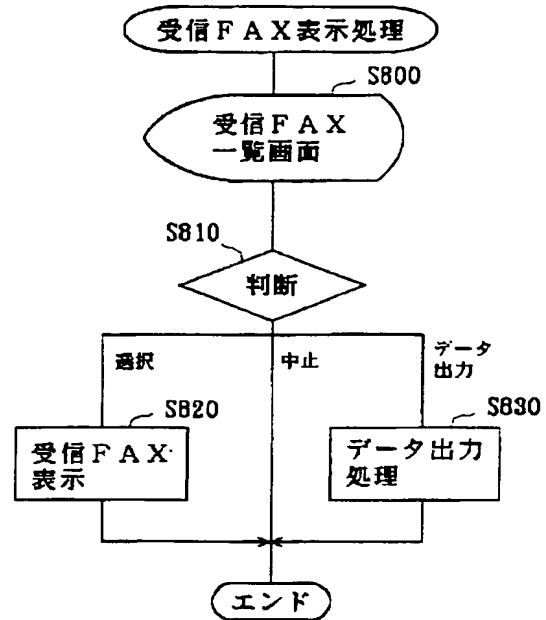 受信FAX表示処理
S800
受信FAX
一覧画面
S810
判断
選択
中止
データ
出力
S820
S830
受信FAX
表示
データ出力
処理
エンド